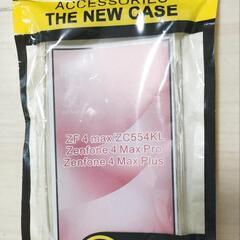 ACCESSORIES
THE NEW CASE
ZF 4 max ZC554KL
Zenfone 4 Max Pro
Zenfone 4 Max Plus